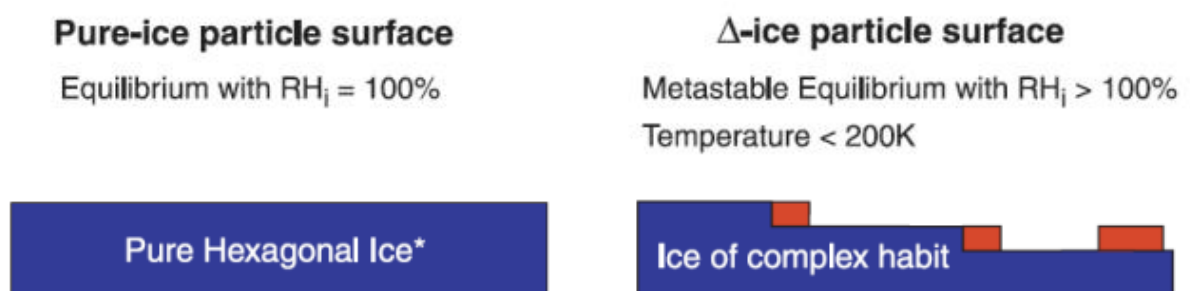 Pure-ice particle surface
Equilibrium with RHi = 100%
Pure Hexagonal Ice*
Δ-ice particle surface
Metastable Equilibrium with RHi > 100%
Temperature < 200K
Ice of complex habit